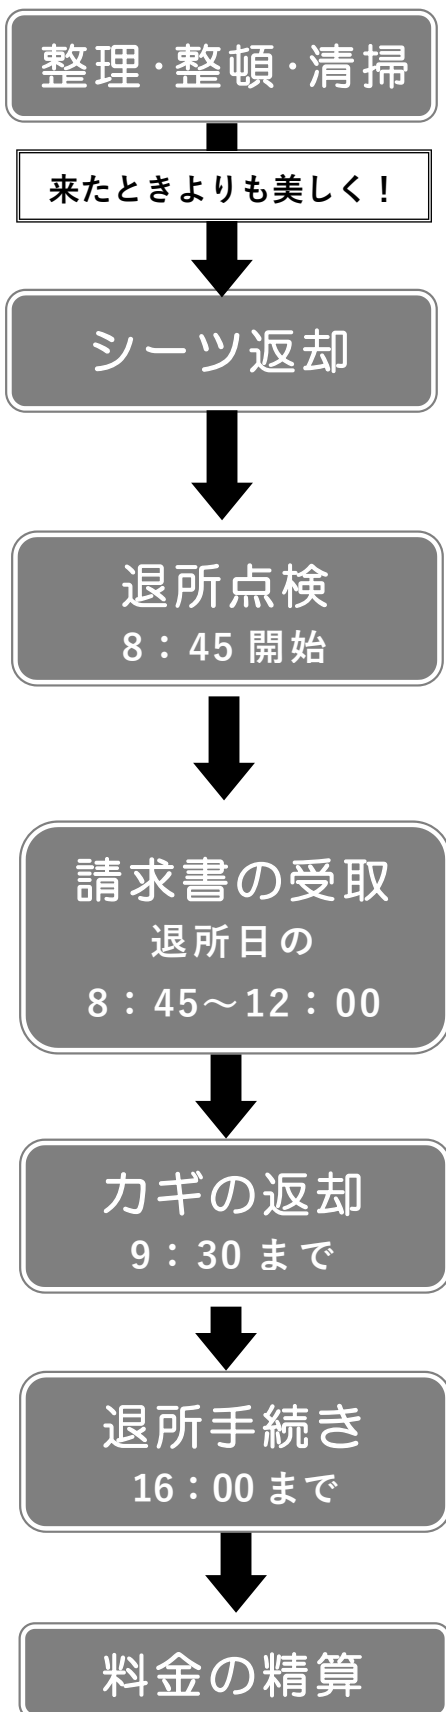 整理・整頓・清掃
来たときよりも美しく！
シーツ返却
退所点検
8：45 開始
請求書の受取
退所日の
8：45～12：00
カギの返却
9：30 まで
退所手続き
16：00 まで
料金の精算